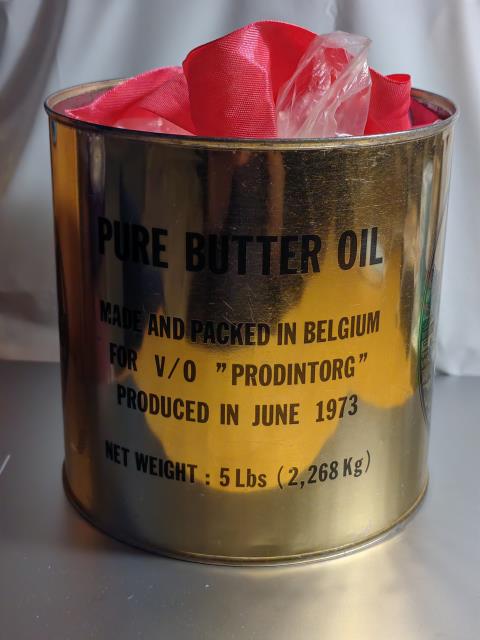 PURE BUTTER OIL
MADE AND PACKED IN BELGIUM
FOR V/O "PRODINTORG"
PRODUCED IN JUNE 1973
NET WEIGHT : 5 Lbs (2,268 Kg)